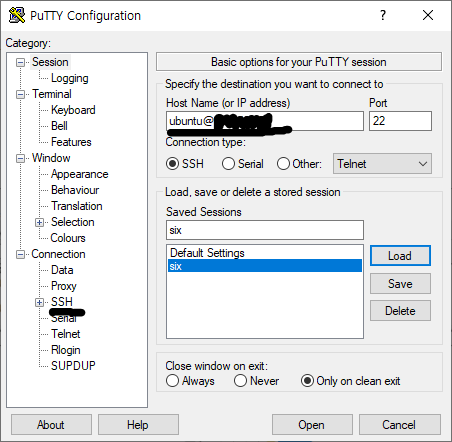 PuTTY Configuration
?
Category:
Session
Logging
Terminal
Keyboard
Bell
Features
Window
Appearance
Behaviour
Translation
Selection
Colours
Connection
Data
Proxy
SSH
Serial
Telnet
Rlogin
SUPDUP
Basic options for your PuTTY session
Specify the destination you want to connect to
Host Name (or IP address) Port
ubuntu@ 22
Connection type:
SSH Serial Other: Telnet
Load, save or delete a stored session
Saved Sessions
six
Default Settings
six
Load
Save
Delete
Close window on exit:
Always Never Only on clean exit
About Help Open Cancel